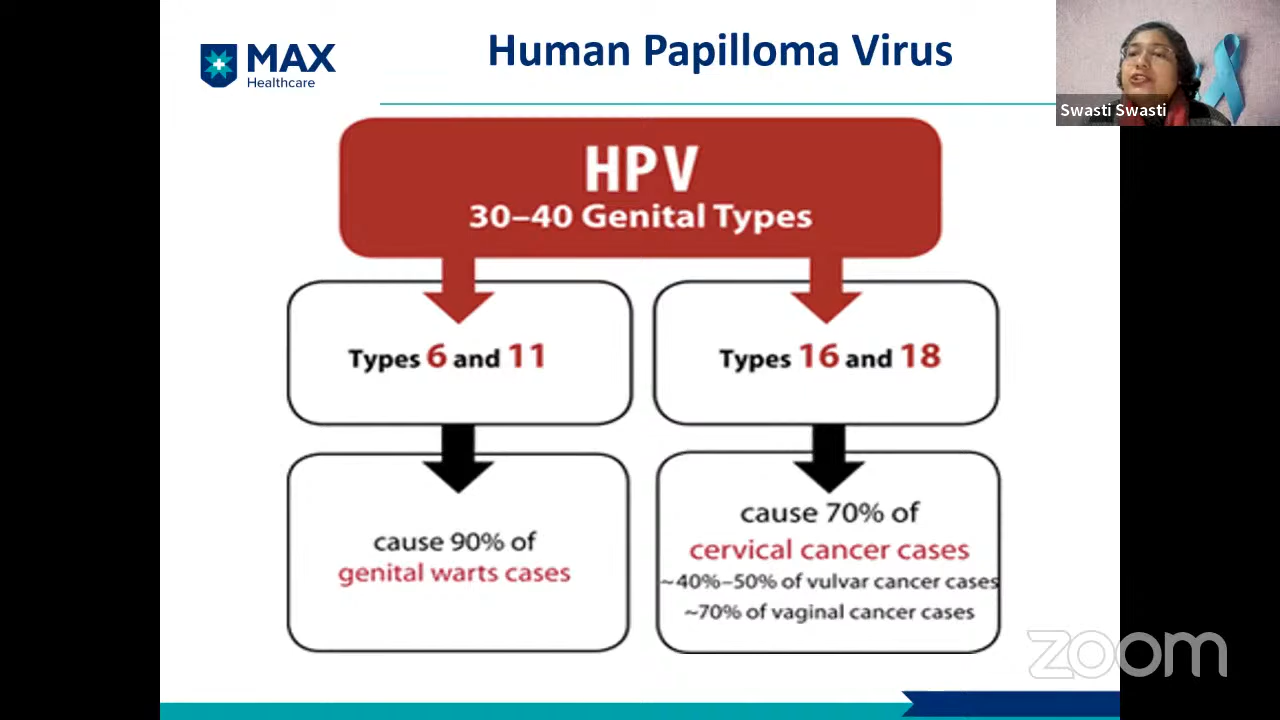 MAX
Healthcare
Human Papilloma Virus
Swasti Swasti
HPV
30–40 Genital Types
Types 6 and 11
Types 16 and 18
cause 90% of
genital warts cases
cause 70% of
cervical cancer cases
~40%–50% of vulvar cancer cases
~70% of vaginal cancer cases
zoom